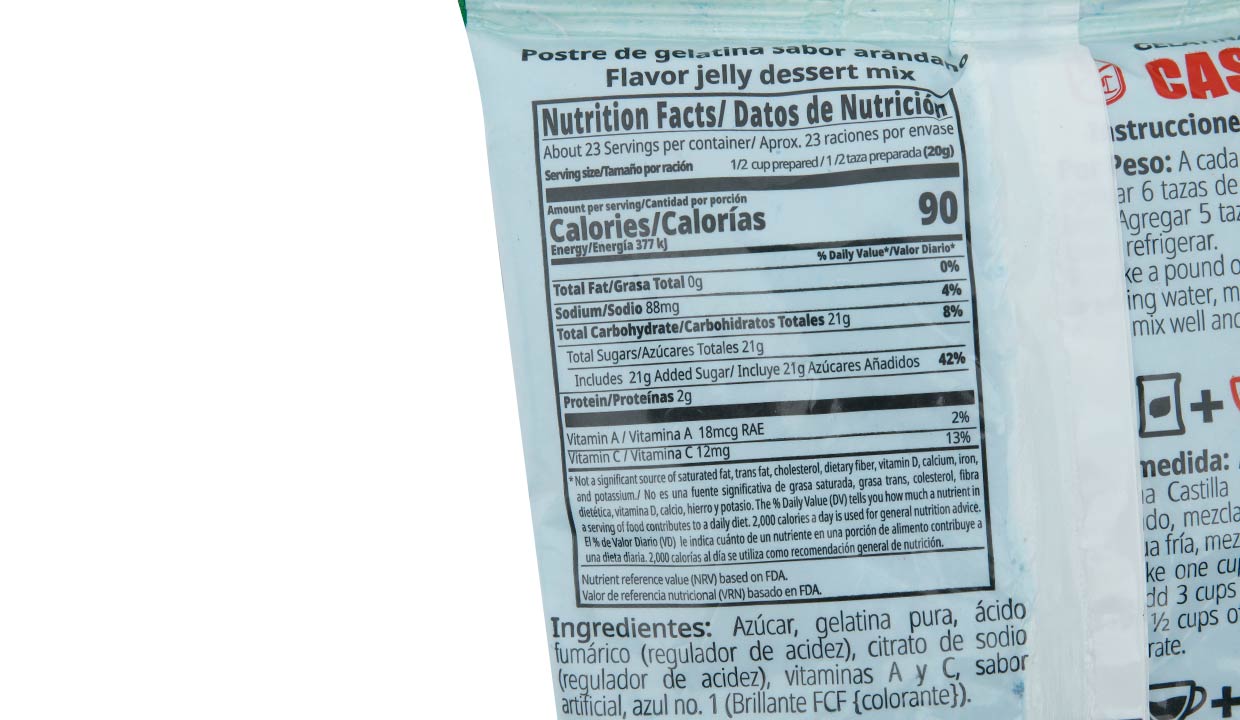 Postre de gelatina sabor arándano
Flavor jelly dessert mix
Nutrition Facts/ Datos de Nutrición
About 23 Servings per container/ Aprox. 23 raciones por envase
Serving size/Tamaño por ración 1/2 cup prepared / 1/2 taza preparada (20g)
Amount per serving/Cantidad por porción
Calories/Calorías 90
Energy/Energía 377 kJ
% Daily Value*/Valor Diario*
Total Fat/Grasa Total 0g 0%
Sodium/Sodio 88mg 4%
Total Carbohydrate/Carbohidratos Totales 21g 8%
Total Sugars/Azúcares Totales 21g
Includes 21g Added Sugar/ Incluye 21g Azúcares Añadidos 42%
Protein/Proteínas 2g
Vitamin A / Vitamina A 18mcg RAE 2%
Vitamin C / Vitamina C 12mg 13%
*Not a significant source of saturated fat, trans fat, cholesterol, dietary fiber, vitamin D, calcium, iron,
and potassium./ No es una fuente significativa de grasa saturada, grasa trans, colesterol, fibra
dietética, vitamina D, calcio, hierro y potasio. The % Daily Value (DV) tells you how much a nutrient in
a serving of food contributes to a daily diet. 2,000 calories a day is used for general nutrition advice.
El % de Valor Diario (VD) le indica cuánto de un nutriente en una porción de alimento contribuye a
una dieta diaria. 2,000 calorías al día se utiliza como recomendación general de nutrición.
Nutrient reference value (NRV) based on FDA.
Valor de referencia nutricional (VRN) basado en FDA.
Ingredientes: Azúcar, gelatina pura, ácido
fumárico (regulador de acidez), citrato de sodio
(regulador de acidez), vitaminas A y C, sabor
artificial, azul no. 1 (Brillante FCF {colorante}).
CAS
nstruccione
Peso: A cada
ar 6 tazas de
Agregar 5 taz
refrigerar.
ke a pound o
ing water, m
mix well and
+
medida:
na Castilla
do, mezcla
ua fría, mez
ke one cup
dd 3 cups
1½ cups o
rate.
+